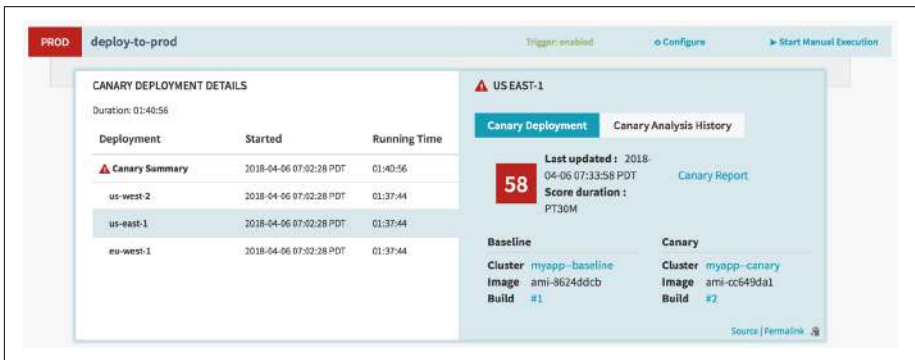 PROD deploy-to-prod Trigger: enabled Configure Start Manual Execution
CANARY DEPLOYMENT DETAILS
Duration: 01:40:56
Deployment Started Running Time
Canary Summary 2018-04-06 07:02:28 PDT 01:40:56
us-west-2 2018-04-06 07:02:28 PDT 01:37:44
us-east-1 2018-04-06 07:02:28 PDT 01:37:44
eu-west-1 2018-04-06 07:02:28 PDT 01:37:44
US EAST-1
Canary Deployment Canary Analysis History
58
Last updated : 2018-
04-06 07:33:58 PDT
Score duration :
PT30M
Canary Report
Baseline
Cluster myapp--baseline
Image ami-8624ddcb
Build #1
Canary
Cluster myapp--canary
Image ami-cc649da1
Build #2
Source | Permalink